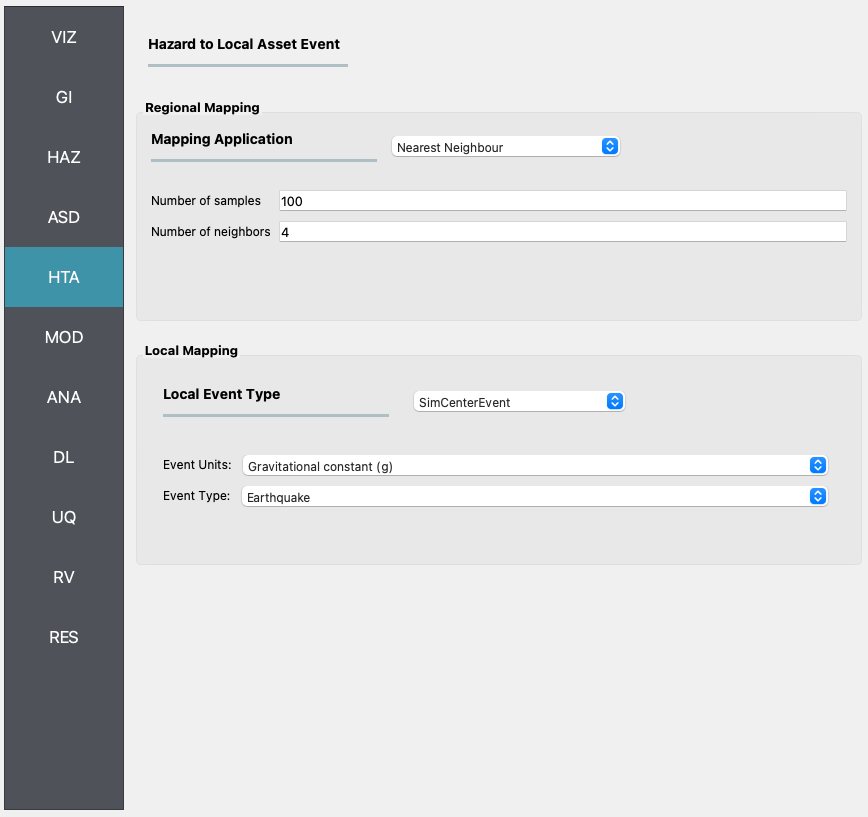 VIZ
GI
HAZ
ASD
HTA
MOD
ANA
DL
UQ
RV
RES
Hazard to Local Asset Event
Regional Mapping
Mapping Application Nearest Neighbour
Number of samples 100
Number of neighbors 4
Local Mapping
Local Event Type SimCenterEvent
Event Units: Gravitational constant (g)
Event Type: Earthquake